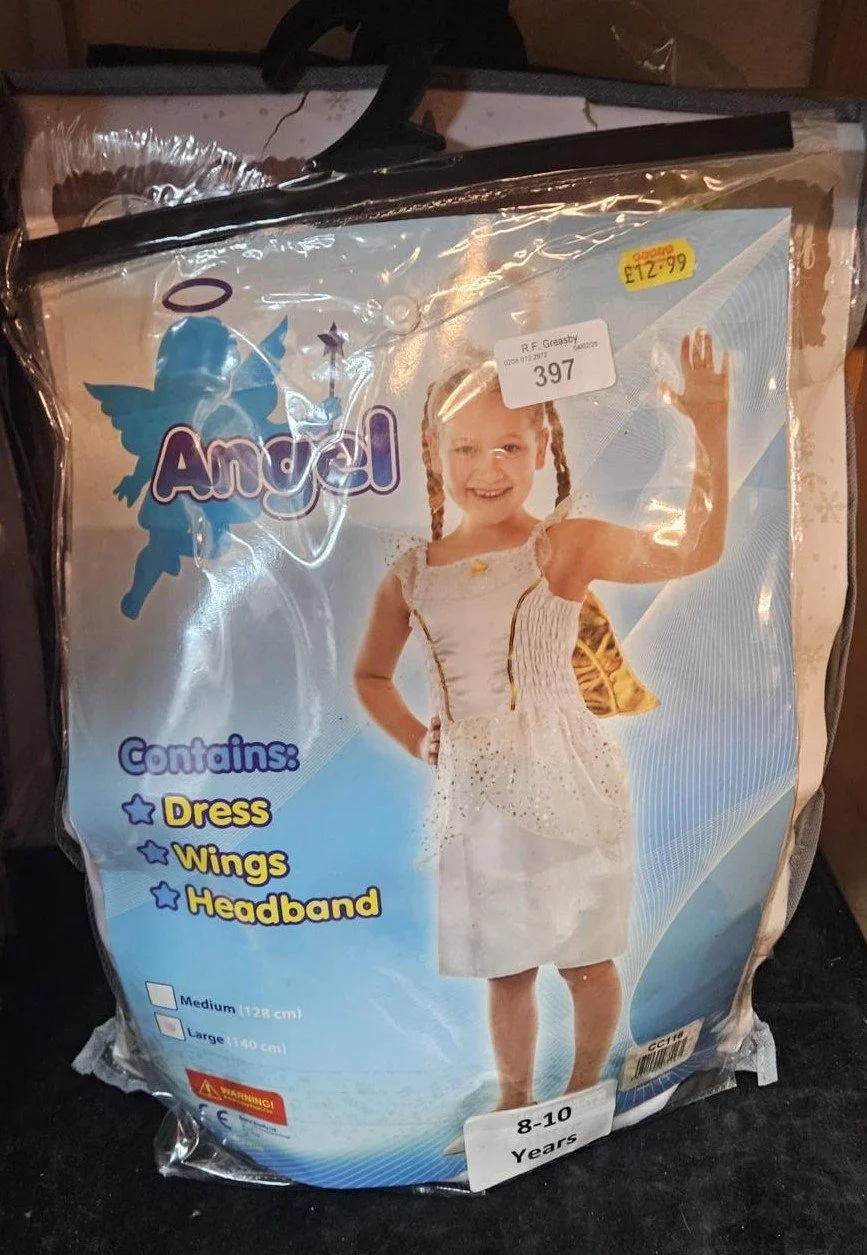 £12.99
R.F. Greasby
397
Angel
Contains:
Dress
Wings
Headband
Medium (128 cm)
Large (140 cm)
CC116
WARNING!
CE
8-10
Years